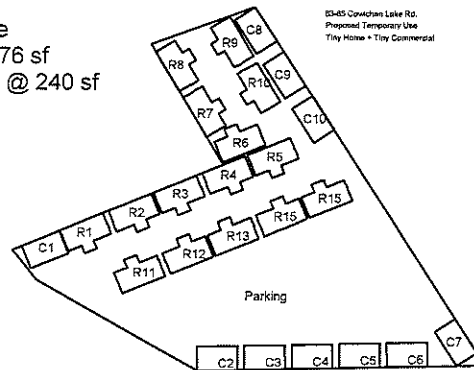 e
76 sf
@ 240 sf
83-85 Cowichan Lake Rd.
Proposed Temporary Use
Tiny Home + Tiny Commercial
R8
R9
C8
R7
R10
C9
C10
R6
R5
R4
R3
R2
R1
C1
R11
R12
R13
R15
R15
Parking
C2
C3
C4
C5
C6
C7